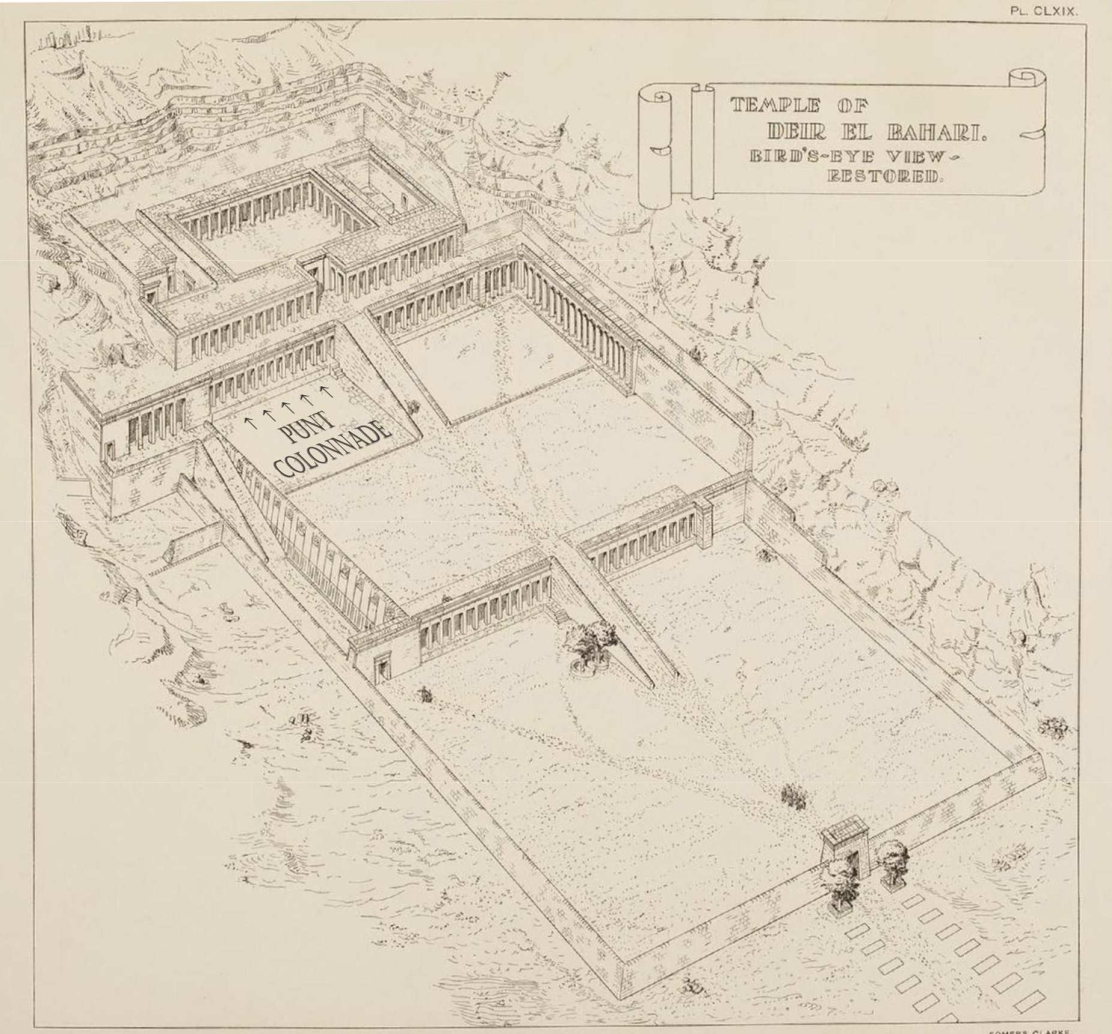 PL. CLXIX.
TEMPLE OF
DEIR EL BAHARI.
BIRD'S-EYE VIEW~
RESTORED.
PUNT
COLONNADE
SOMERS CLARKE